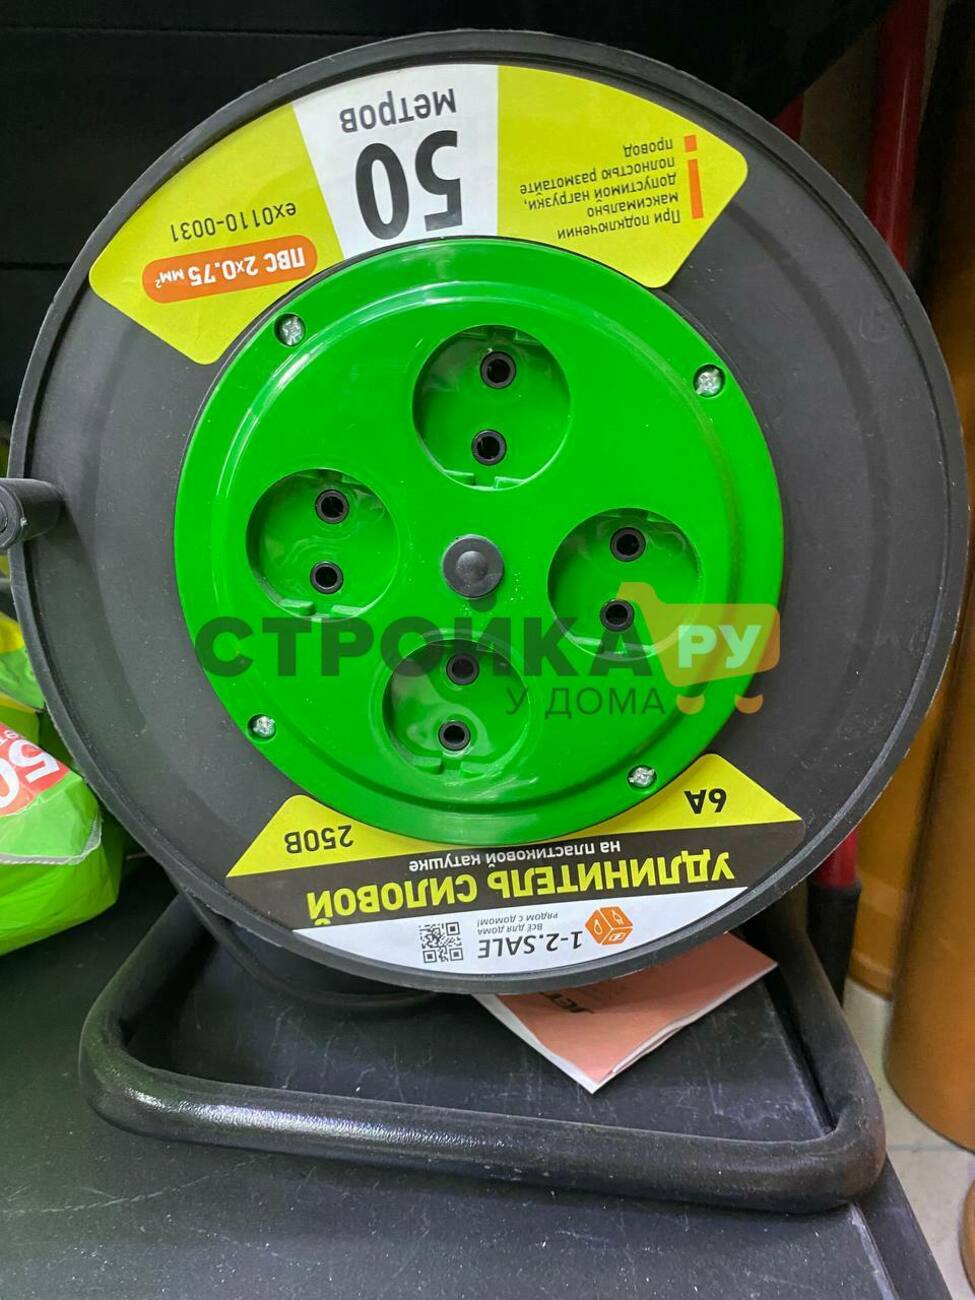 1-2.SALE
Всё для дома
рядом с домом!
УДЛИНИТЕЛЬ СИЛОВОЙ
НА ПЛАСТИКОВОЙ КАТУШКЕ
6А
250В
!
При подключении
максимально
допустимой нагрузки,
полностью размотайте
провод
50
метров
ех0110-0031
ПВС 2х0.75 мм²
СТРОЙКА РУ
У ДОМА